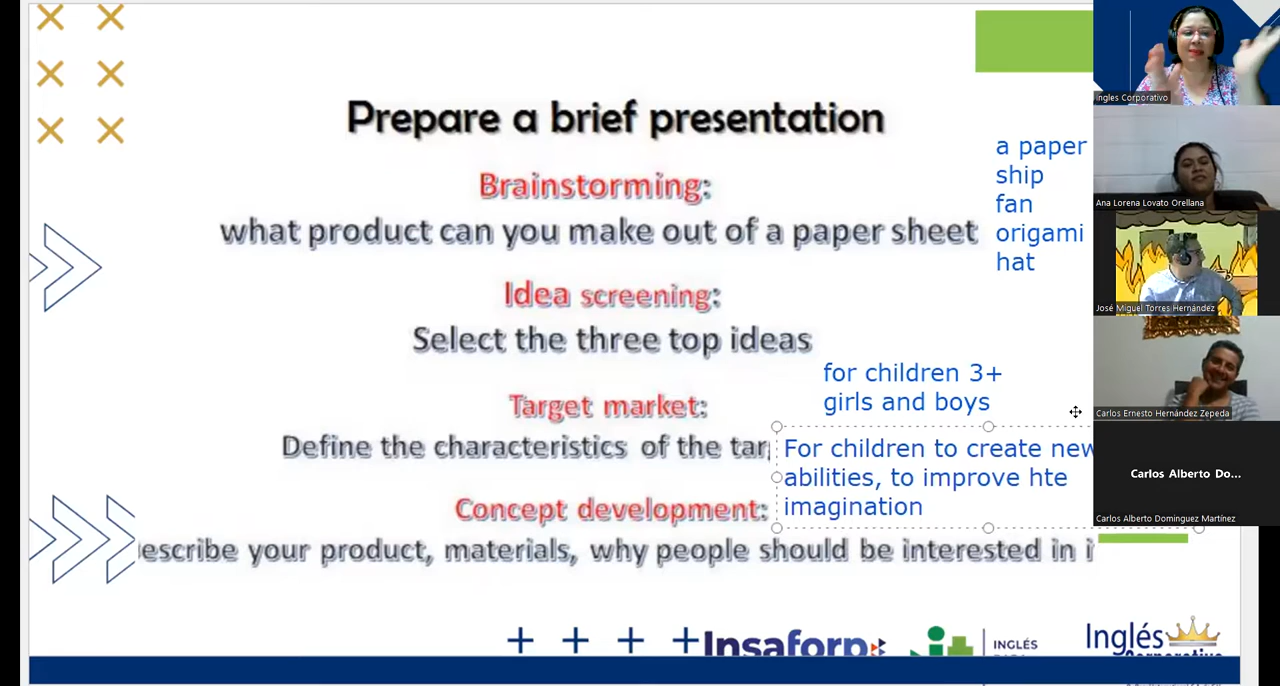 Prepare a brief presentation
Brainstorming:
what product can you make out of a paper sheet
a paper
ship
fan
origami
hat
Idea screening:
Select the three top ideas
Target market:
Define the characteristics of the
for children 3+
girls and boys
For children to create new
abilities, to improve hte
imagination
Concept development:
your product, materials, why people should be interested in
Insaforp
INGLÉS
Inglés
Corporativo
Ingles Corporativo
Ana Lorena Lovato Orellana
José Miguel Torres Hernández
Carlos Ernesto Hernández Zepeda
Carlos Alberto Do...
Carlos Alberto Dominguez Martínez